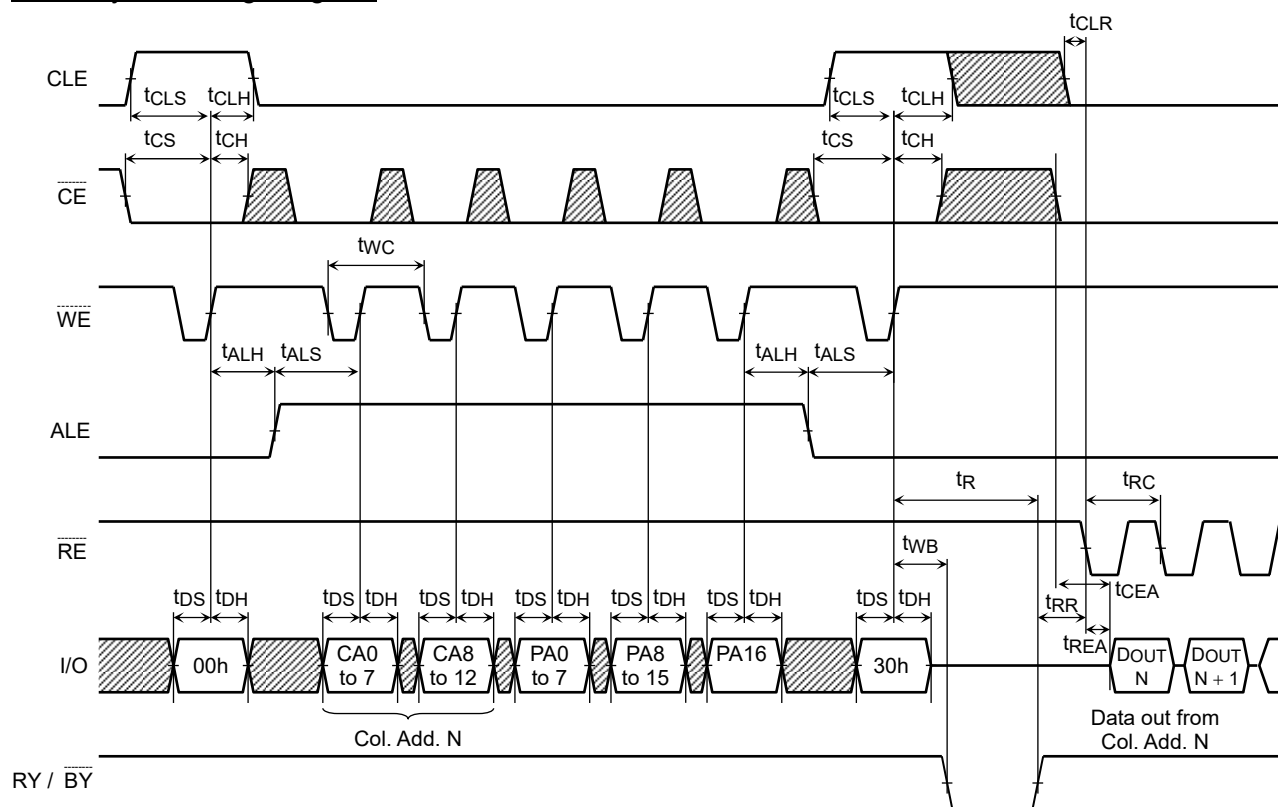 tCLR
CLE
tCLS tCLH tCLS tCLH
tCS tCH tCS tCH
CE
tWC
WE
tALH tALS tALH tALS
ALE
tR tRC
RE
tWB
tCEA
tDS tDH tDS tDH tDS tDH tDS tDH tDS tDH tDS tDH tDS tDH tRR
tREA
I/O 00h CA0 to 7 CA8 to 12 PA0 to 7 PA8 to 15 PA16 30h DOUT N DOUT N + 1
Col. Add. N
Data out from
Col. Add. N
RY / BY